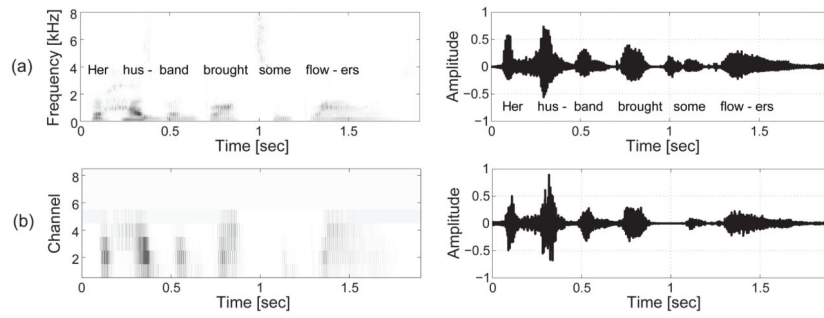 (a)
Frequency [kHz]
8
6
4
2
0
Her hus - band brought some flow - ers
0 0.5 1 1.5
Time [sec]
Amplitude
1
0.5
0
-0.5
-1
Her hus - band brought some flow - ers
0 0.5 1 1.5
Time [sec]
(b)
Channel
8
6
4
2
0 0.5 1 1.5
Time [sec]
Amplitude
1
0.5
0
-0.5
-1
0 0.5 1 1.5
Time [sec]